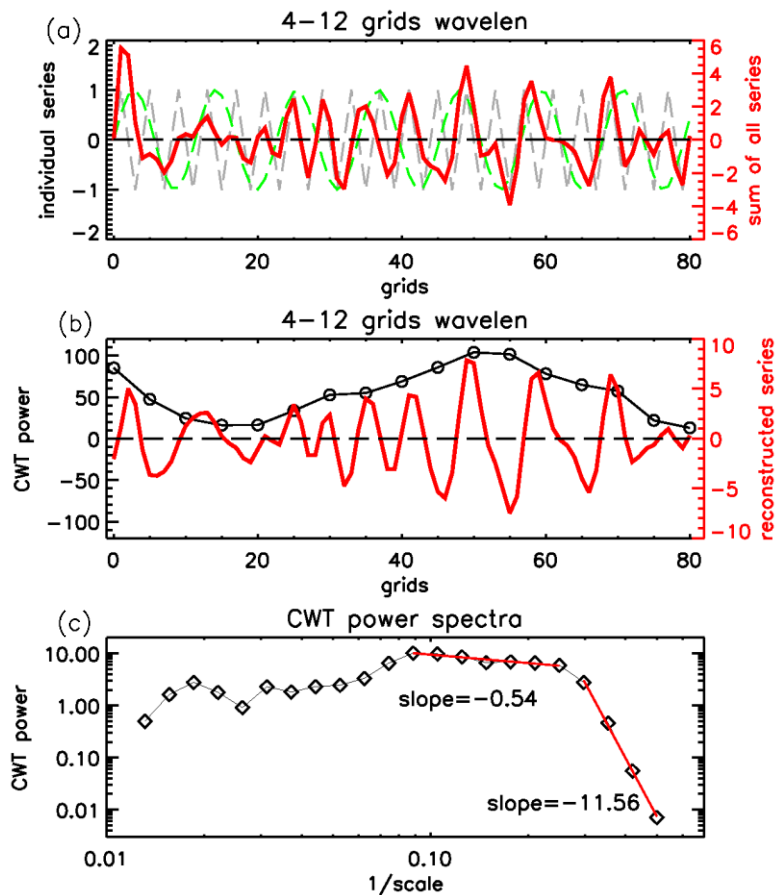 (a)
4−12 grids wavelen
individual series
2
1
0
−1
−2
6
4
2
0
−2
−4
−6
sum of all series
0 20 40 60 80
grids
(b)
4−12 grids wavelen
CWT power
100
50
0
−50
−100
10
5
0
−5
−10
reconstructed series
0 20 40 60 80
grids
(c)
CWT power spectra
CWT power
10.00
1.00
0.10
0.01
slope=−0.54
slope=−11.56
0.01 0.10
1/scale